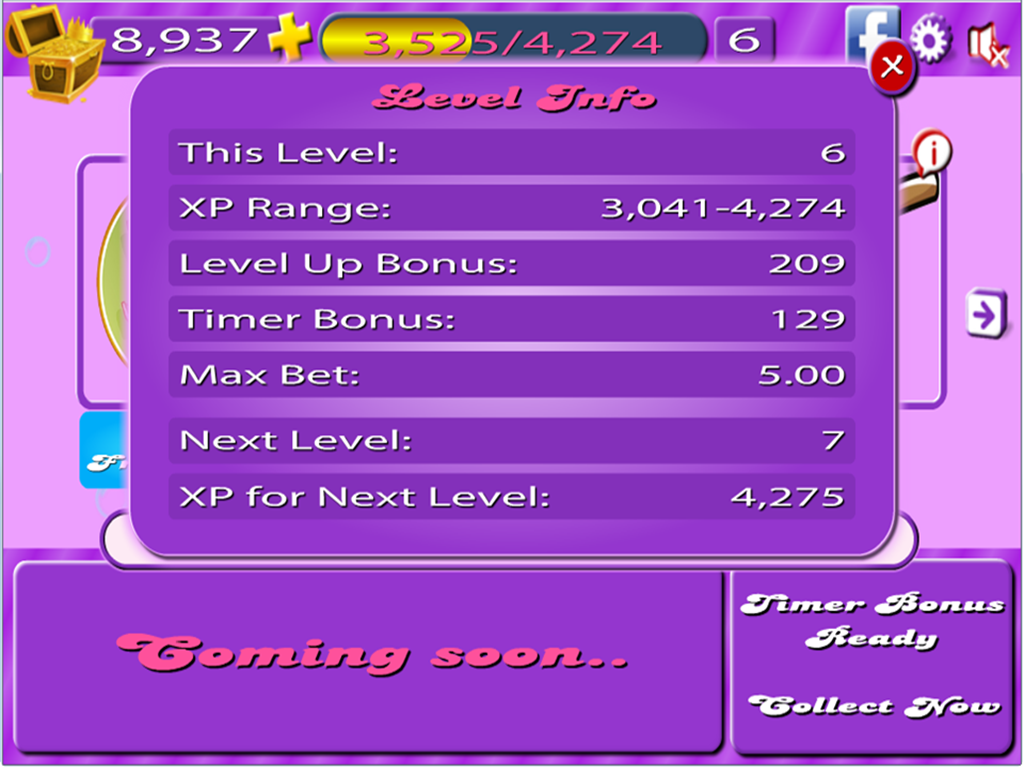 8,937 3,525/4,274 6
Level Info
This Level: 6
XP Range: 3,041-4,274
Level Up Bonus: 209
Timer Bonus: 129
Max Bet: 5.00
Next Level: 7
XP for Next Level: 4,275
Coming soon..
Timer Bonus
Ready
Collect Now